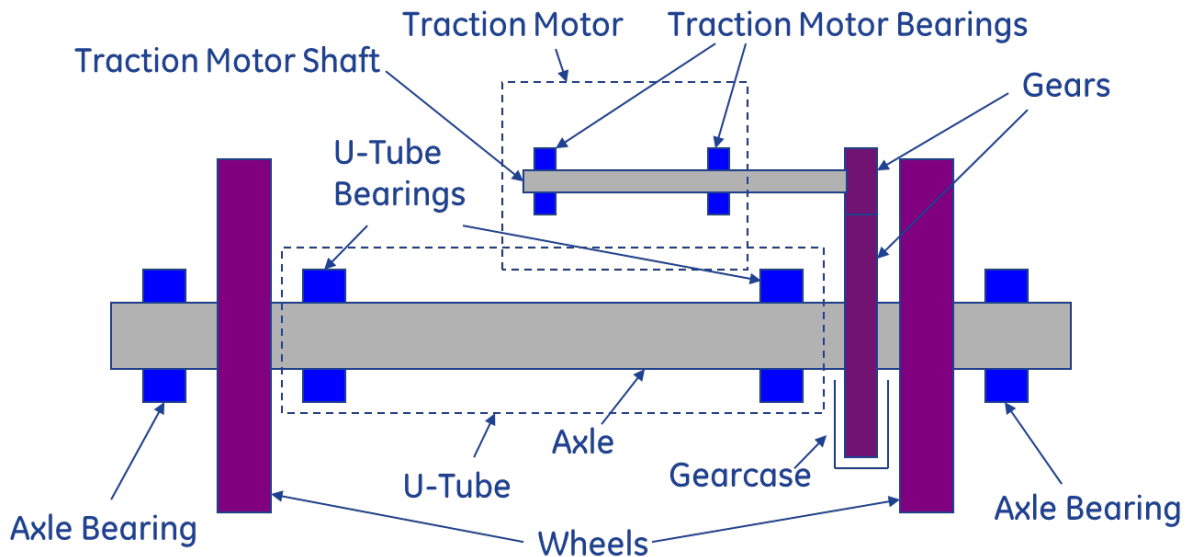 Traction Motor
Traction Motor Bearings
Traction Motor Shaft
Gears
U-Tube
Bearings
Axle
Gearcase
U-Tube
Axle Bearing
Axle Bearing
Wheels